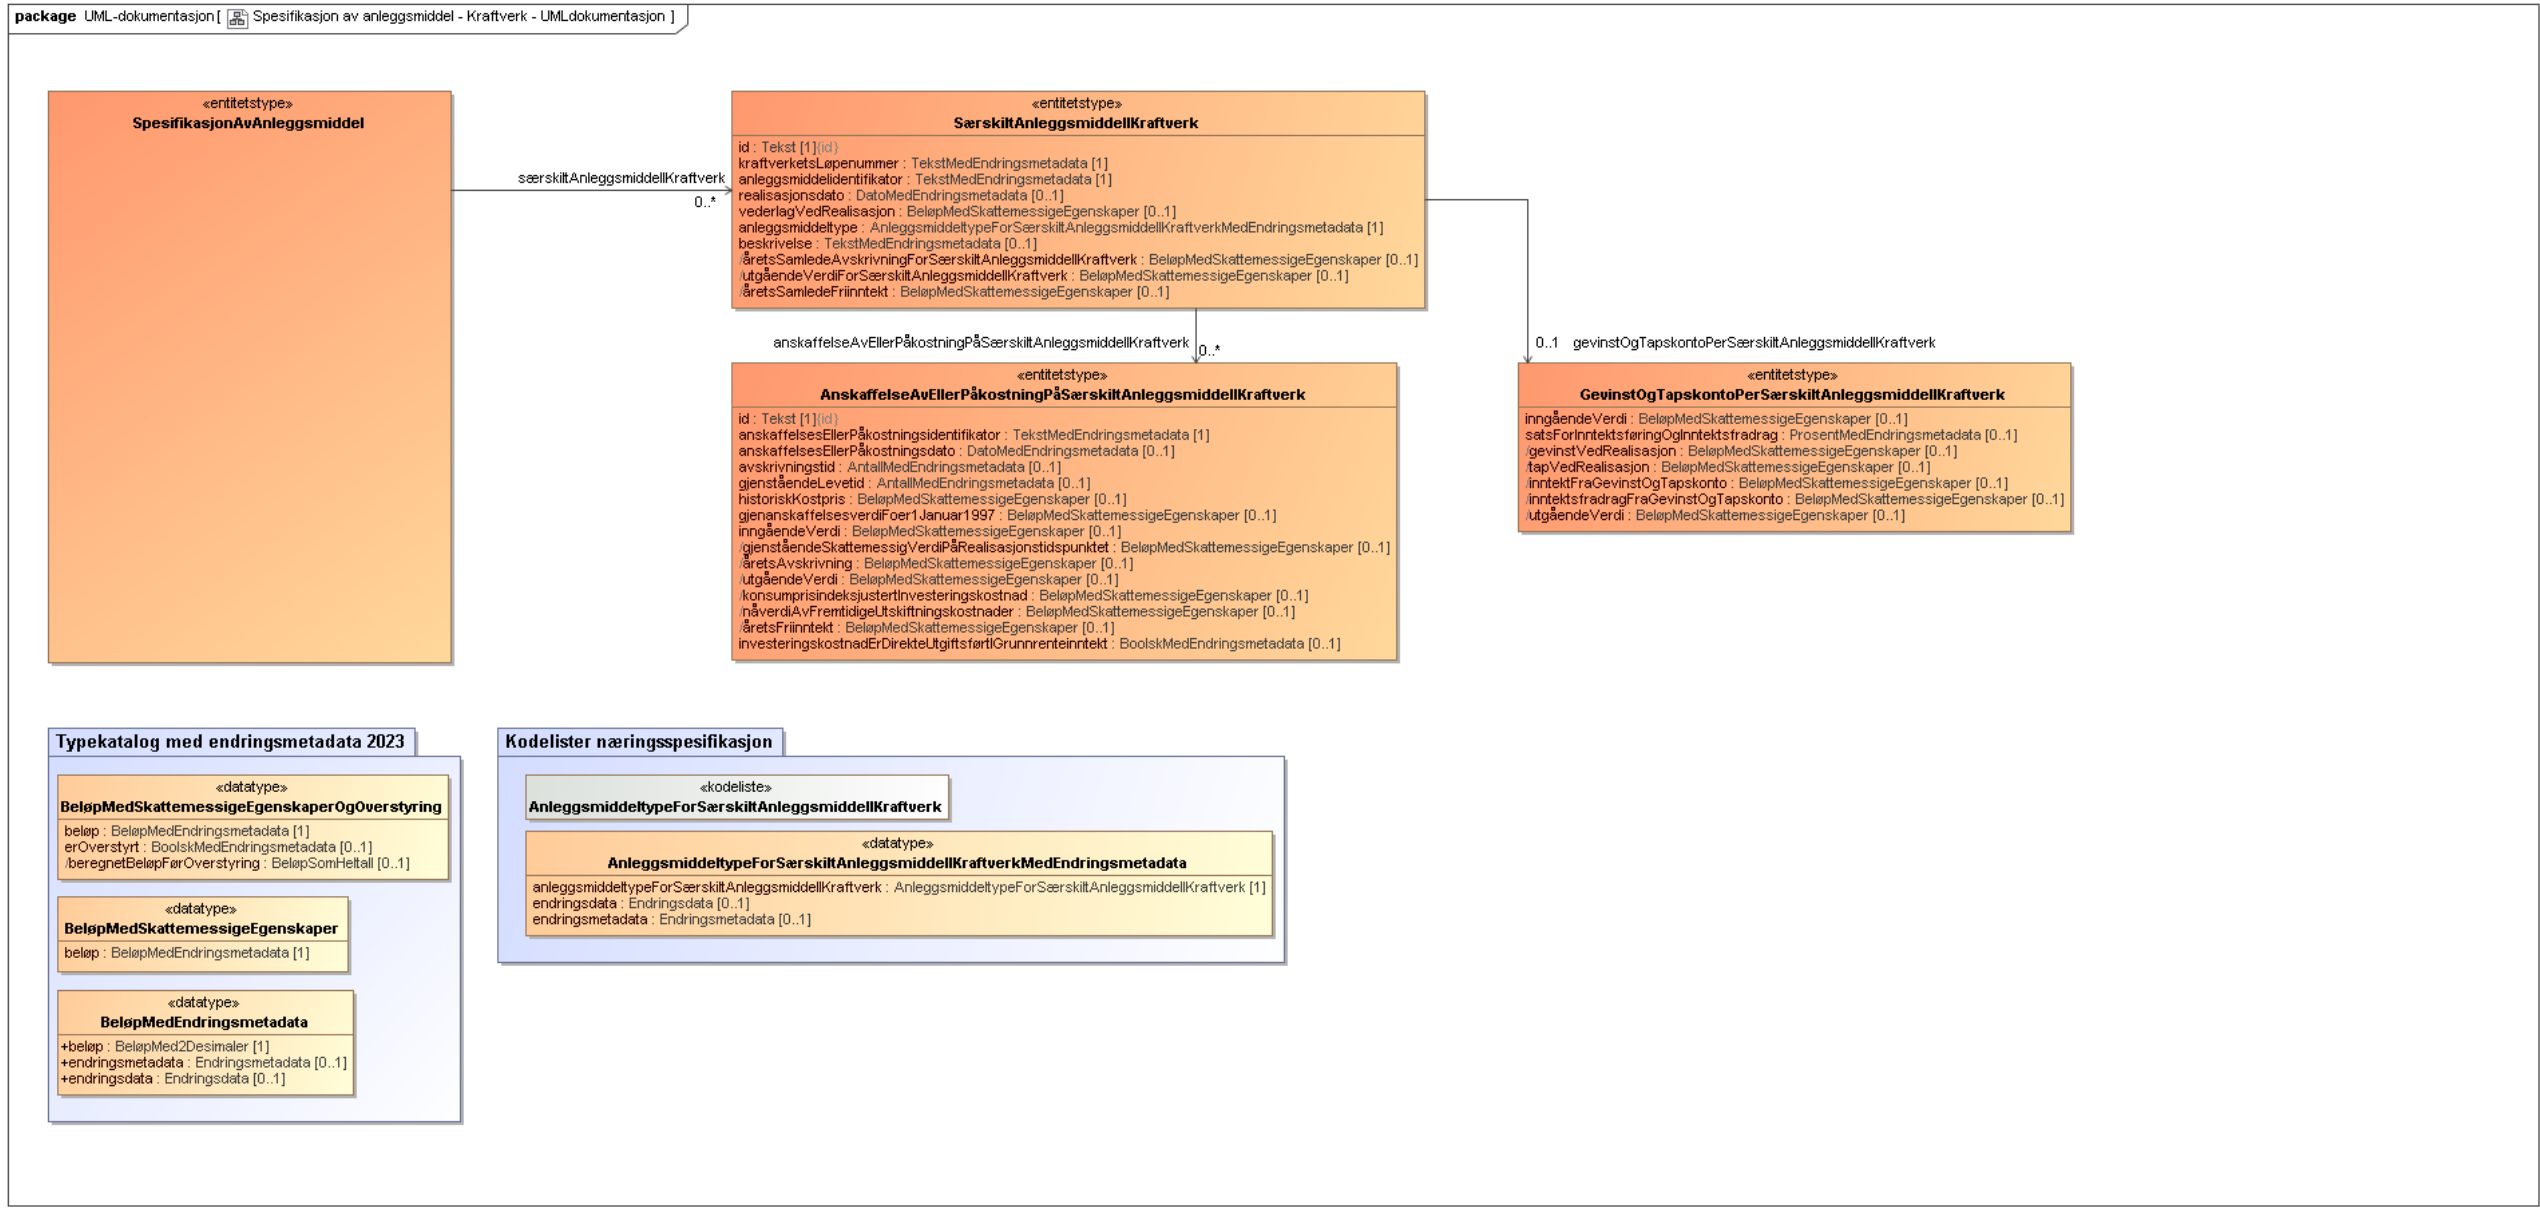 package UML-dokumentasjon [ Spesifikasjon av anleggsmiddel - Kraftverk - UMLdokumentasjon ]
«entitetstype»
SpesifikasjonAvAnleggsmiddel
særskiltAnleggsmiddelIKraftverk
0..*
«entitetstype»
SærskiltAnleggsmiddelIKraftverk
id : Tekst [1]{id}
kraftverketsLøpenummer : TekstMedEndringsmetadata [1]
anleggsmiddelidentifikator : TekstMedEndringsmetadata [1]
realisasjonsdato : DatoMedEndringsmetadata [0..1]
vederlagVedRealisasjon : BeløpMedSkattemessigeEgenskaper [0..1]
anleggsmiddeltype : AnleggsmiddeltypeForSærskiltAnleggsmiddelIKraftverkMedEndringsmetadata [1]
beskrivelse : TekstMedEndringsmetadata [0..1]
/åretsSamledeAvskrivningForSærskiltAnleggsmiddelIKraftverk : BeløpMedSkattemessigeEgenskaper [0..1]
/utgåendeVerdiForSærskiltAnleggsmiddelIKraftverk : BeløpMedSkattemessigeEgenskaper [0..1]
/åretsSamledeFriinntekt : BeløpMedSkattemessigeEgenskaper [0..1]
anskaffelseAvEllerPåkostningPåSærskiltAnleggsmiddelIKraftverk
0..*
0..1 gevinstOgTapskontoPerSærskiltAnleggsmiddelIKraftverk
«entitetstype»
AnskaffelseAvEllerPåkostningPåSærskiltAnleggsmiddelIKraftverk
id : Tekst [1]{id}
anskaffelsesEllerPåkostningsidentifikator : TekstMedEndringsmetadata [1]
anskaffelsesEllerPåkostningsdato : DatoMedEndringsmetadata [0..1]
avskrivningstid : AntallMedEndringsmetadata [0..1]
gjenståendeLevetid : AntallMedEndringsmetadata [0..1]
historiskKostpris : BeløpMedSkattemessigeEgenskaper [0..1]
gjenanskaffelsesverdiFoer1Januar1997 : BeløpMedSkattemessigeEgenskaper [0..1]
inngåendeVerdi : BeløpMedSkattemessigeEgenskaper [0..1]
/gjenståendeSkattemessigVerdiPåRealisasjonstidspunktet : BeløpMedSkattemessigeEgenskaper [0..1]
/åretsAvskrivning : BeløpMedSkattemessigeEgenskaper [0..1]
/utgåendeVerdi : BeløpMedSkattemessigeEgenskaper [0..1]
/konsumprisindeksjustertInvesteringskostnad : BeløpMedSkattemessigeEgenskaper [0..1]
/nåverdiAvFremtidigeUtskiftningskostnader : BeløpMedSkattemessigeEgenskaper [0..1]
/åretsFriinntekt : BeløpMedSkattemessigeEgenskaper [0..1]
investeringskostnadErDirekteUtgiftsførtIGrunnrenteinntekt : BoolskMedEndringsmetadata [0..1]
«entitetstype»
GevinstOgTapskontoPerSærskiltAnleggsmiddelIKraftverk
inngåendeVerdi : BeløpMedSkattemessigeEgenskaper [0..1]
satsForInntektsføringOgInntektsfradrag : ProsentMedEndringsmetadata [0..1]
/gevinstVedRealisasjon : BeløpMedSkattemessigeEgenskaper [0..1]
/tapVedRealisasjon : BeløpMedSkattemessigeEgenskaper [0..1]
/inntektFraGevinstOgTapskonto : BeløpMedSkattemessigeEgenskaper [0..1]
/inntektsfradragFraGevinstOgTapskonto : BeløpMedSkattemessigeEgenskaper [0..1]
/utgåendeVerdi : BeløpMedSkattemessigeEgenskaper [0..1]
Typekatalog med endringsmetadata 2023
«datatype»
BeløpMedSkattemessigeEgenskaperOgOverstyring
beløp : BeløpMedEndringsmetadata [1]
erOverstyrt : BoolskMedEndringsmetadata [0..1]
/beregnetBeløpFørOverstyring : BeløpSomHeltall [0..1]
«datatype»
BeløpMedSkattemessigeEgenskaper
beløp : BeløpMedEndringsmetadata [1]
«datatype»
BeløpMedEndringsmetadata
+beløp : BeløpMed2Desimaler [1]
+endringsmetadata : Endringsmetadata [0..1]
+endringsdata : Endringsdata [0..1]
Kodelister næringsspesifikasjon
«kodeliste»
AnleggsmiddeltypeForSærskiltAnleggsmiddelIKraftverk
«datatype»
AnleggsmiddeltypeForSærskiltAnleggsmiddelIKraftverkMedEndringsmetadata
anleggsmiddeltypeForSærskiltAnleggsmiddelIKraftverk : AnleggsmiddeltypeForSærskiltAnleggsmiddelIKraftverk [1]
endringsdata : Endringsdata [0..1]
endringsmetadata : Endringsmetadata [0..1]